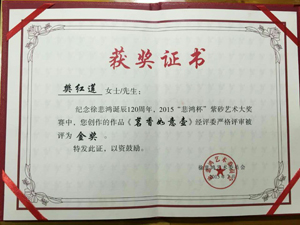 获奖证书
樊红莲 女士/先生：
纪念徐悲鸿诞辰120周年，2015“悲鸿杯”紫砂艺术大奖
赛中，您创作的作品《茗香如意壶》经评委严格评审被
评为 金奖。
特发此证，以资鼓励。